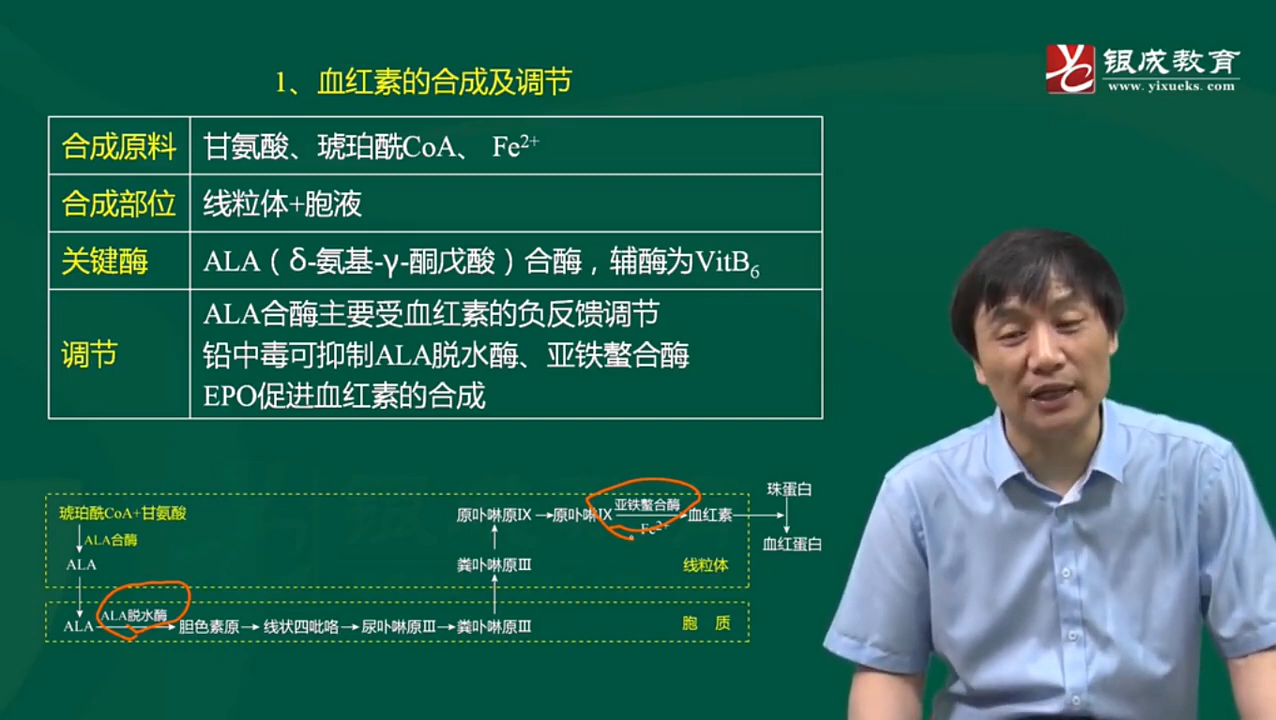 银成教育
www.yixueks.com
1、血红素的合成及调节
合成原料 甘氨酸、琥珀酰CoA、 Fe²⁺
合成部位 线粒体+胞液
关键酶 ALA（δ-氨基-γ-酮戊酸）合酶，辅酶为VitB₆
调节
ALA合酶主要受血红素的负反馈调节
铅中毒可抑制ALA脱水酶、亚铁螯合酶
EPO促进血红素的合成
琥珀酰CoA+甘氨酸
ALA合酶
ALA
原卟啉原IX→原卟啉IX 亚铁螯合酶 Fe²⁺ 血红素
珠蛋白
血红蛋白
粪卟啉原III
线粒体
ALA ALA脱水酶 胆色素原→线状四吡咯→尿卟啉原III→粪卟啉原III
胞 质